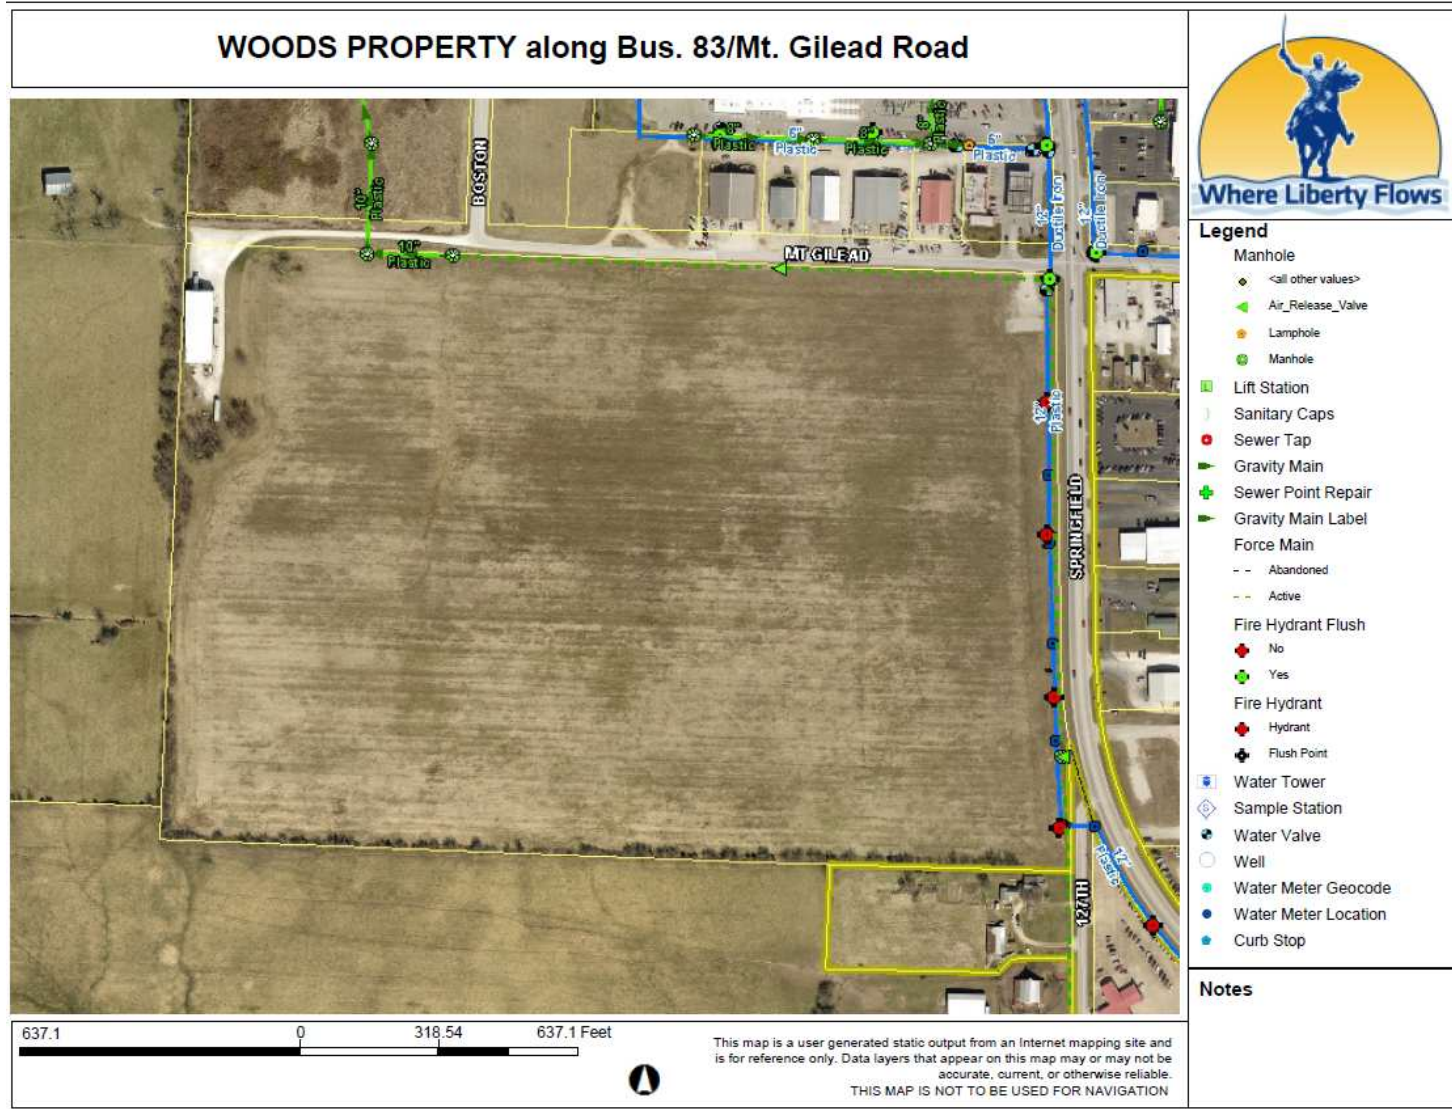 WOODS PROPERTY along Bus. 83/Mt. Gilead Road
Where Liberty Flows
BOSTON
10"
Plastic
8"
Plastic
6"
Plastic
8"
Plastic
8"
Plastic
6"
Plastic
12"
Ductile Iron
12"
Ductile Iron
10"
Plastic
MT GILEAD
12"
Plastic
SPRINGFIELD
12"
Plastic
127TH
Legend
Manhole
<all other values>
Air_Release_Valve
Lamphole
Manhole
L Lift Station
Sanitary Caps
Sewer Tap
Gravity Main
Sewer Point Repair
Gravity Main Label
Force Main
Abandoned
Active
Fire Hydrant Flush
No
Yes
Fire Hydrant
Hydrant
Flush Point
Water Tower
S Sample Station
Water Valve
Well
Water Meter Geocode
Water Meter Location
Curb Stop
Notes
637.1 0 318.54 637.1 Feet
This map is a user generated static output from an Internet mapping site and
is for reference only. Data layers that appear on this map may or may not be
accurate, current, or otherwise reliable.
THIS MAP IS NOT TO BE USED FOR NAVIGATION